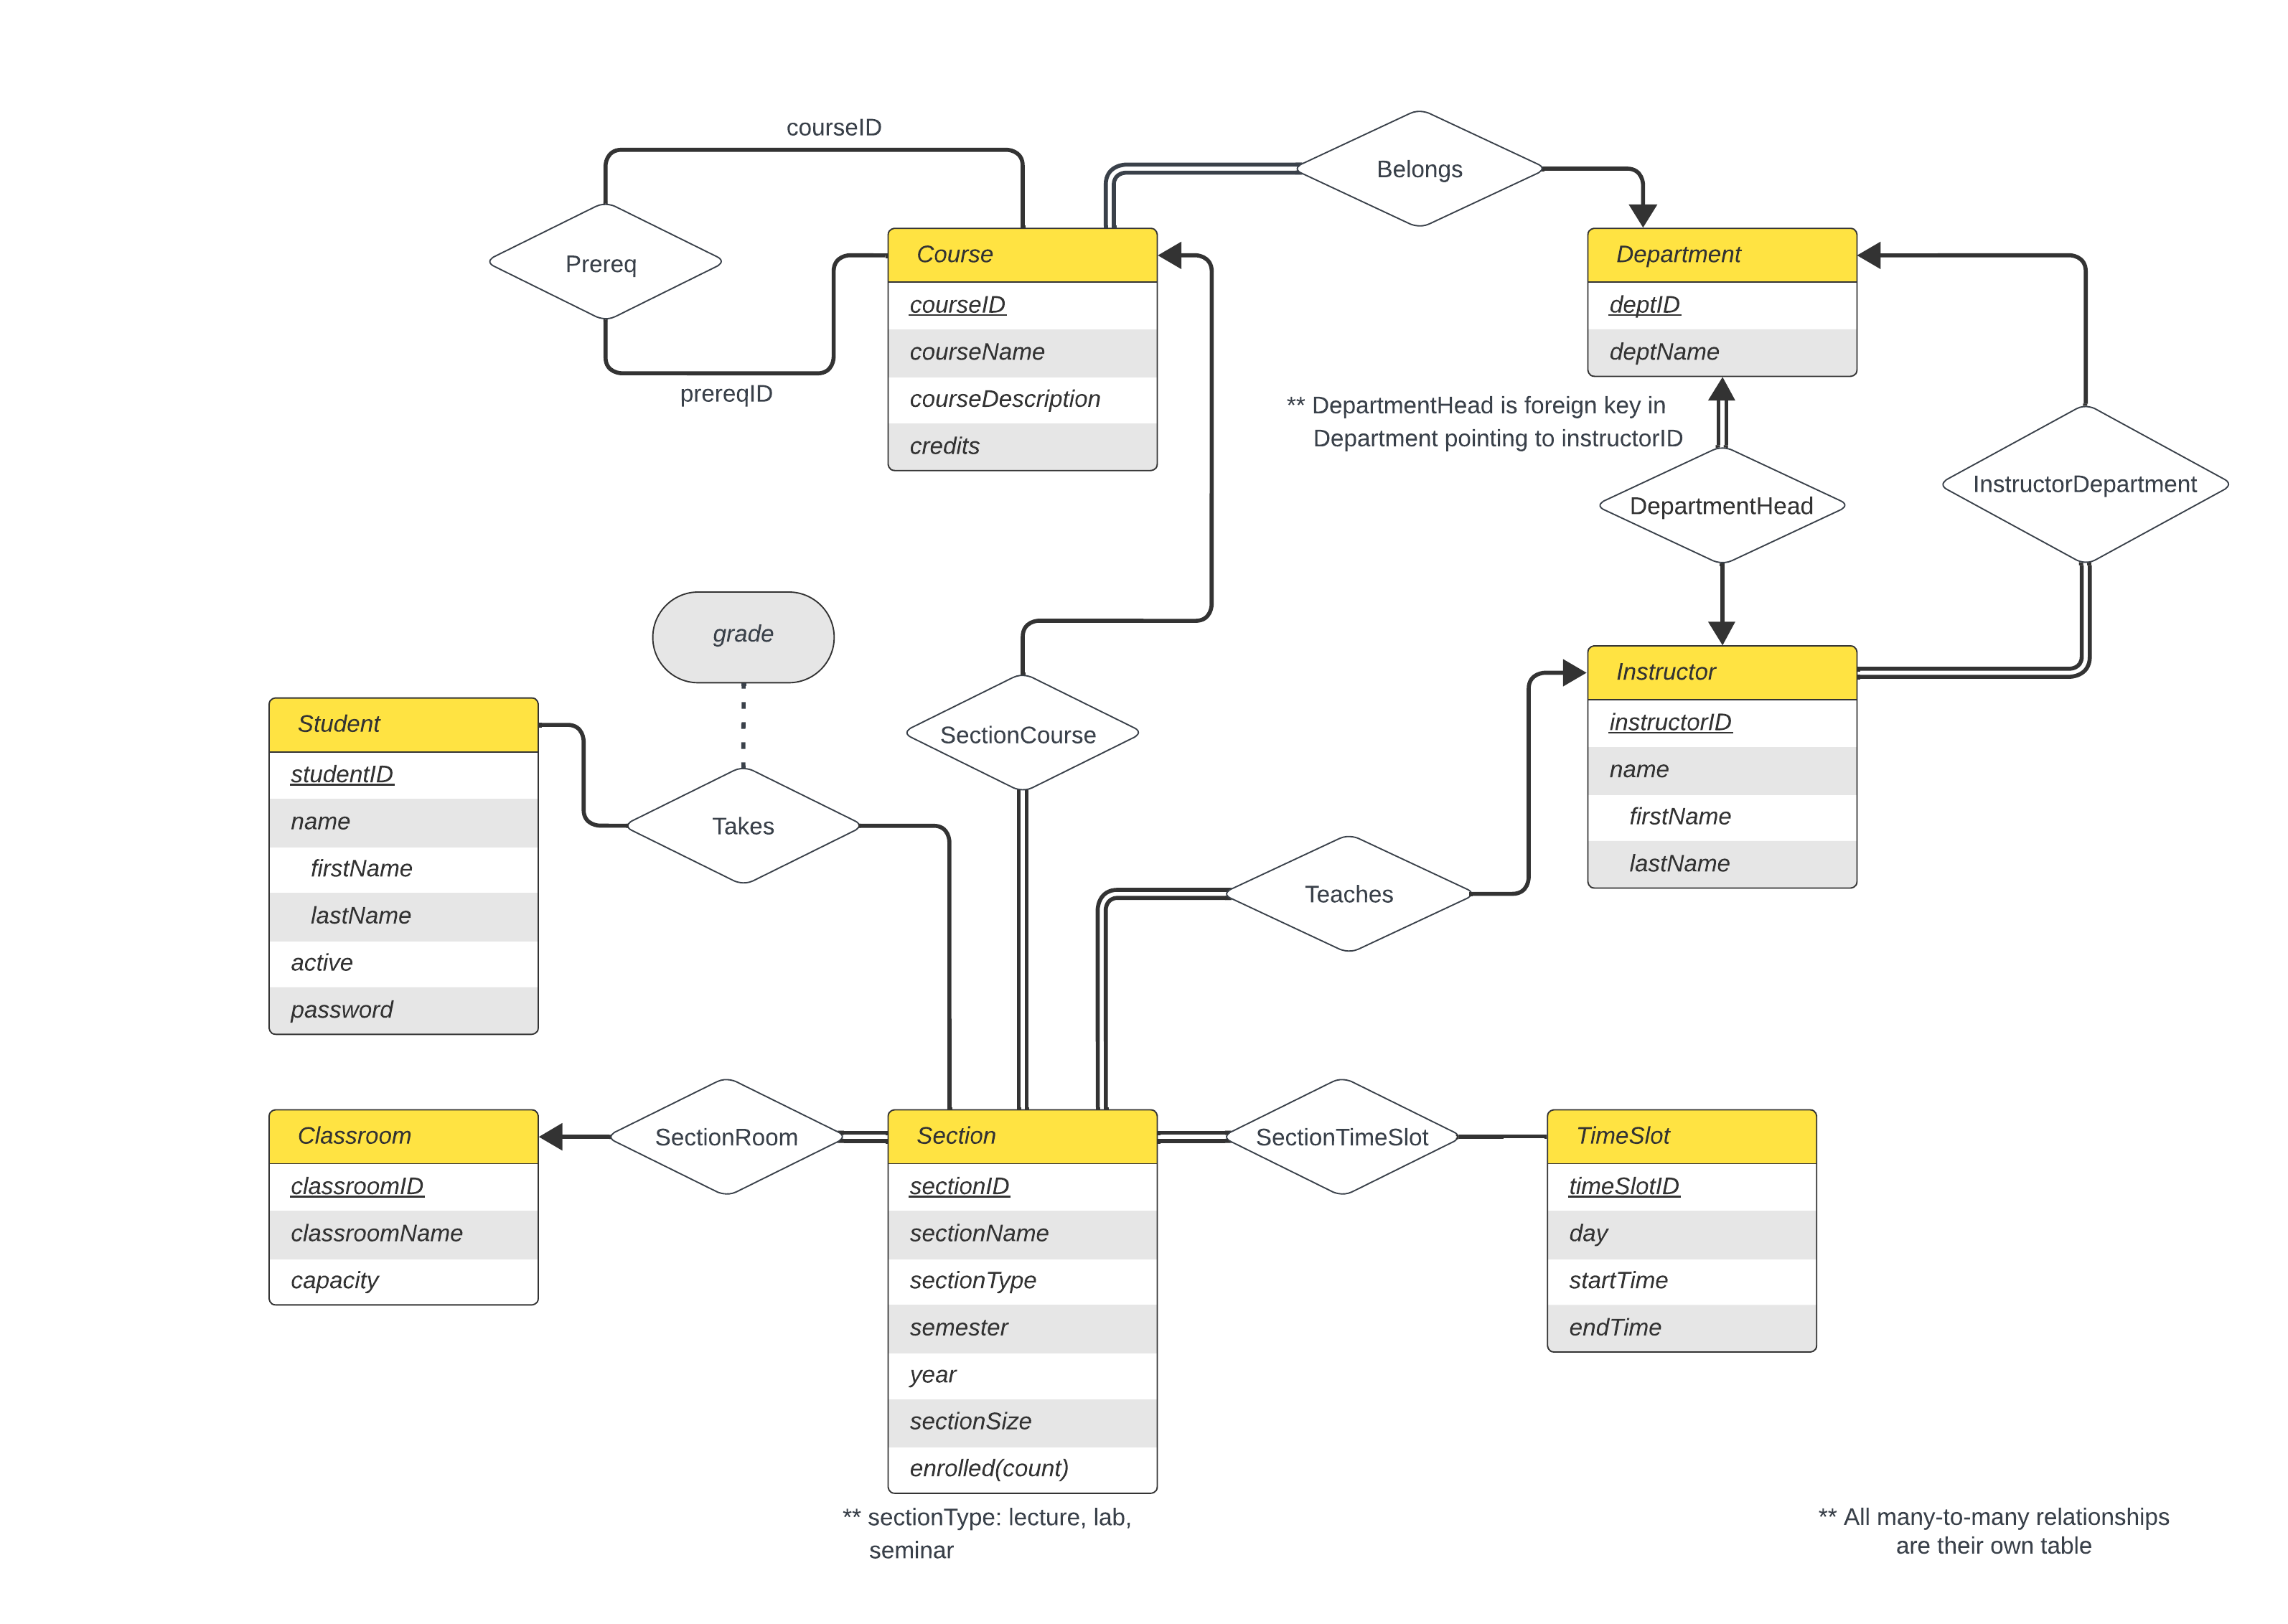 courseID
Prereq
prereqID
Course
courseID
courseName
courseDescription
credits
Belongs
Department
deptID
deptName
** DepartmentHead is foreign key in
Department pointing to instructorID
DepartmentHead
InstructorDepartment
grade
Student
studentID
name
firstName
lastName
active
password
Takes
SectionCourse
Teaches
Instructor
instructorID
name
firstName
lastName
Classroom
classroomID
classroomName
capacity
SectionRoom
Section
sectionID
sectionName
sectionType
semester
year
sectionSize
enrolled(count)
** sectionType: lecture, lab,
seminar
SectionTimeSlot
TimeSlot
timeSlotID
day
startTime
endTime
** All many-to-many relationships
are their own table